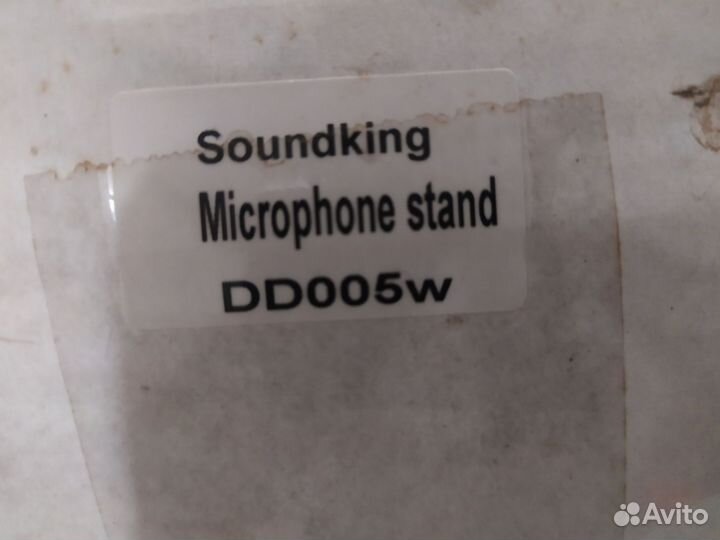 Soundking
Microphone stand
DD005w
Avito